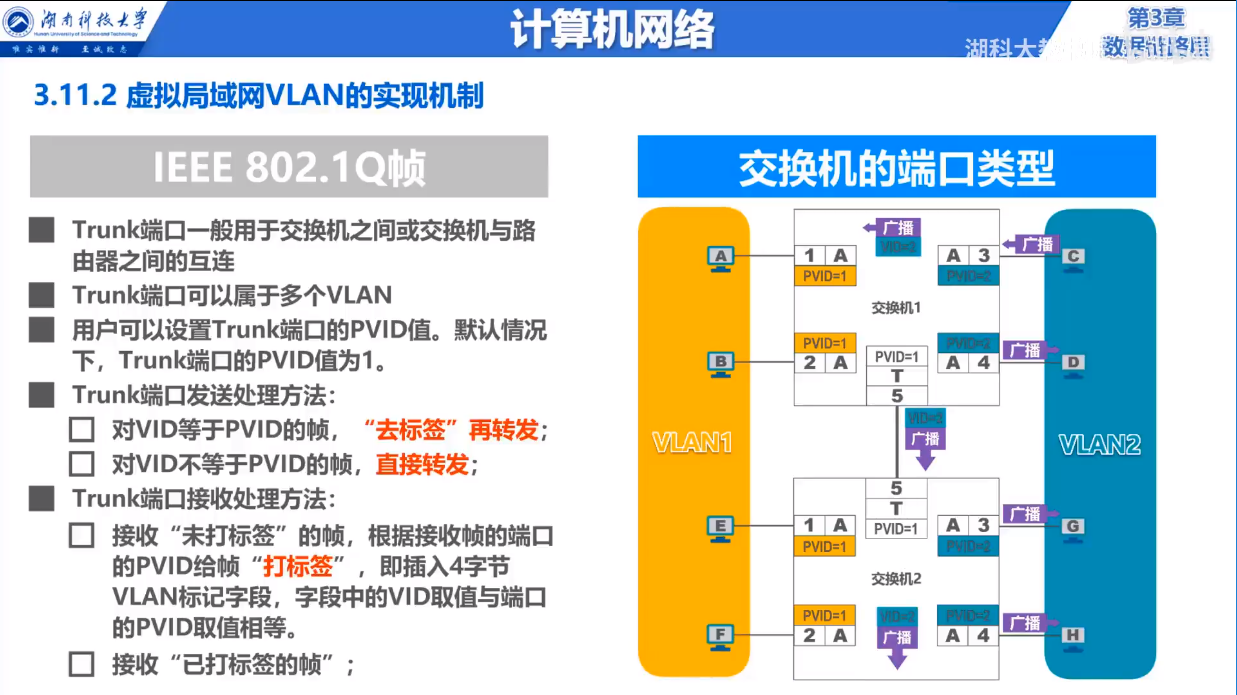 湖南科技大学
Hunan University of Science and Technology
唯实惟新 至诚致志
计算机网络
第3章
数据链路层
湖科大教
3.11.2 虚拟局域网VLAN的实现机制
IEEE 802.1Q帧
Trunk端口一般用于交换机之间或交换机与路
由器之间的互连
Trunk端口可以属于多个VLAN
用户可以设置Trunk端口的PVID值。默认情况
下，Trunk端口的PVID值为1。
Trunk端口发送处理方法：
对VID等于PVID的帧，“去标签”再转发；
对VID不等于PVID的帧，直接转发；
Trunk端口接收处理方法：
接收“未打标签”的帧，根据接收帧的端口
的PVID给帧“打标签”，即插入4字节
VLAN标记字段，字段中的VID取值与端口
的PVID取值相等。
接收“已打标签的帧”；
交换机的端口类型
广播
VID=2
广播
A
1 A
A 3
C
PVID=1
PVID=2
交换机1
PVID=1
PVID=2
广播
B
2 A
PVID=1
A 4
D
T
5
VID=2
广播
VLAN1
VLAN2
5
T
PVID=1
广播
E
1 A
A 3
G
PVID=1
PVID=2
交换机2
PVID=1
VID=2
PVID=2
广播
F
2 A
广播
A 4
H